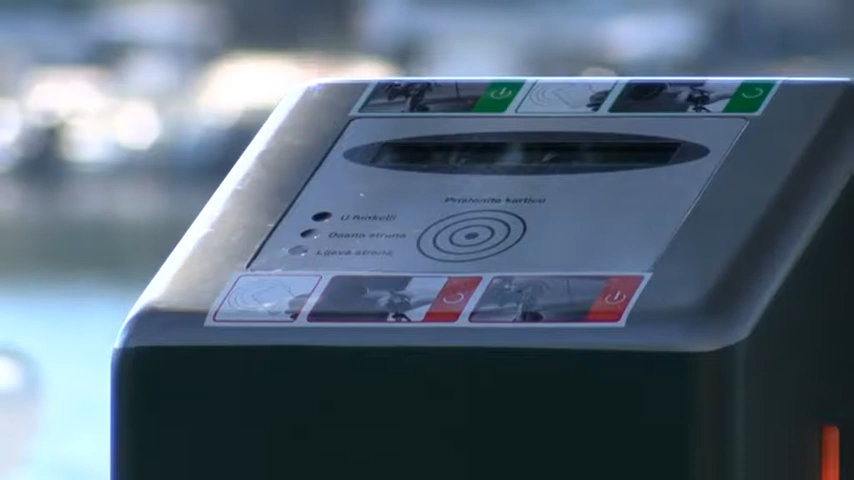 Prislonite karticu
U funkciji
Desna strana
Lijeva strana